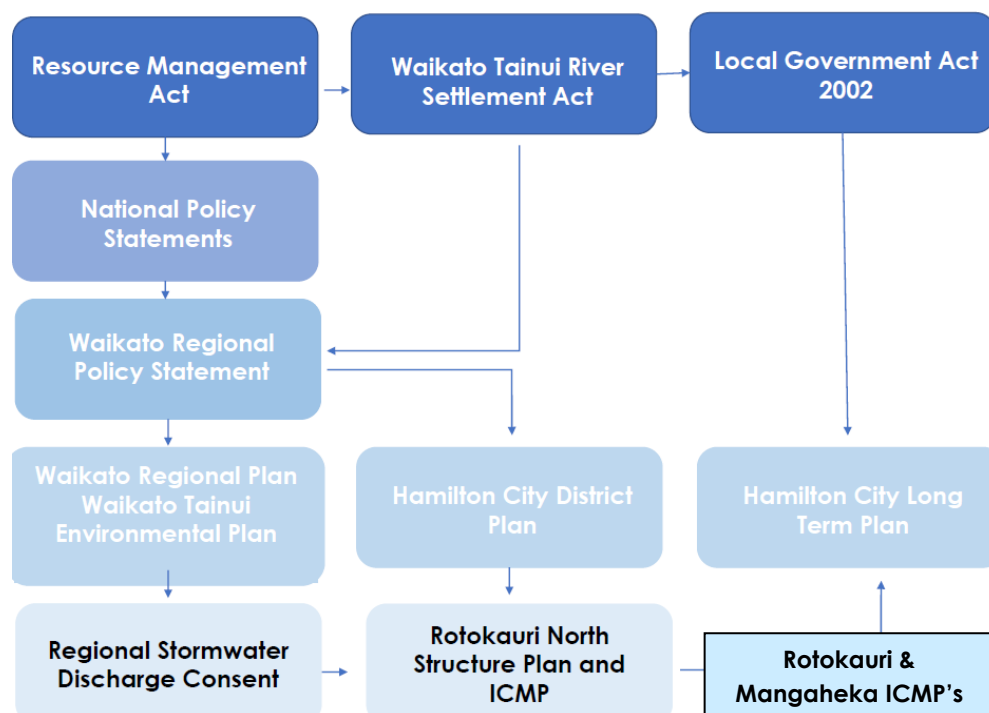 Resource Management
Act
Waikato Tainui River
Settlement Act
Local Government Act
2002
National Policy
Statements
Waikato Regional
Policy Statement
Waikato Regional Plan
Waikato Tainui
Environmental Plan
Hamilton City District
Plan
Hamilton City Long
Term Plan
Regional Stormwater
Discharge Consent
Rotokauri North
Structure Plan and
ICMP
Rotokauri &
Mangaheka ICMP's